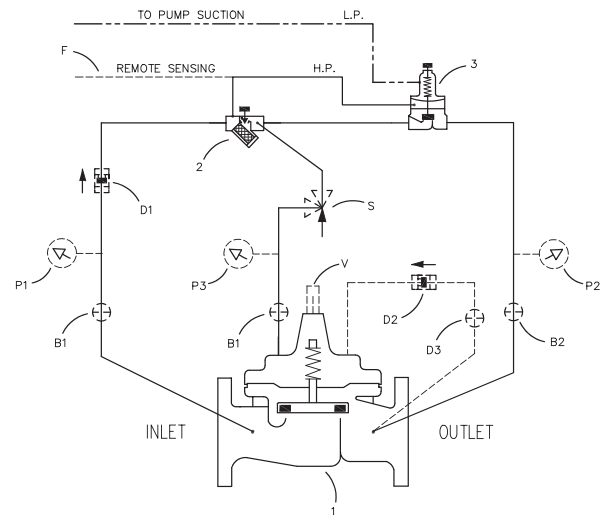 TO PUMP SUCTION L.P.
F
REMOTE SENSING H.P.
3
2
D1
S
P1
P3
V
P2
D2
B1
B1
D3
B2
INLET
OUTLET
1